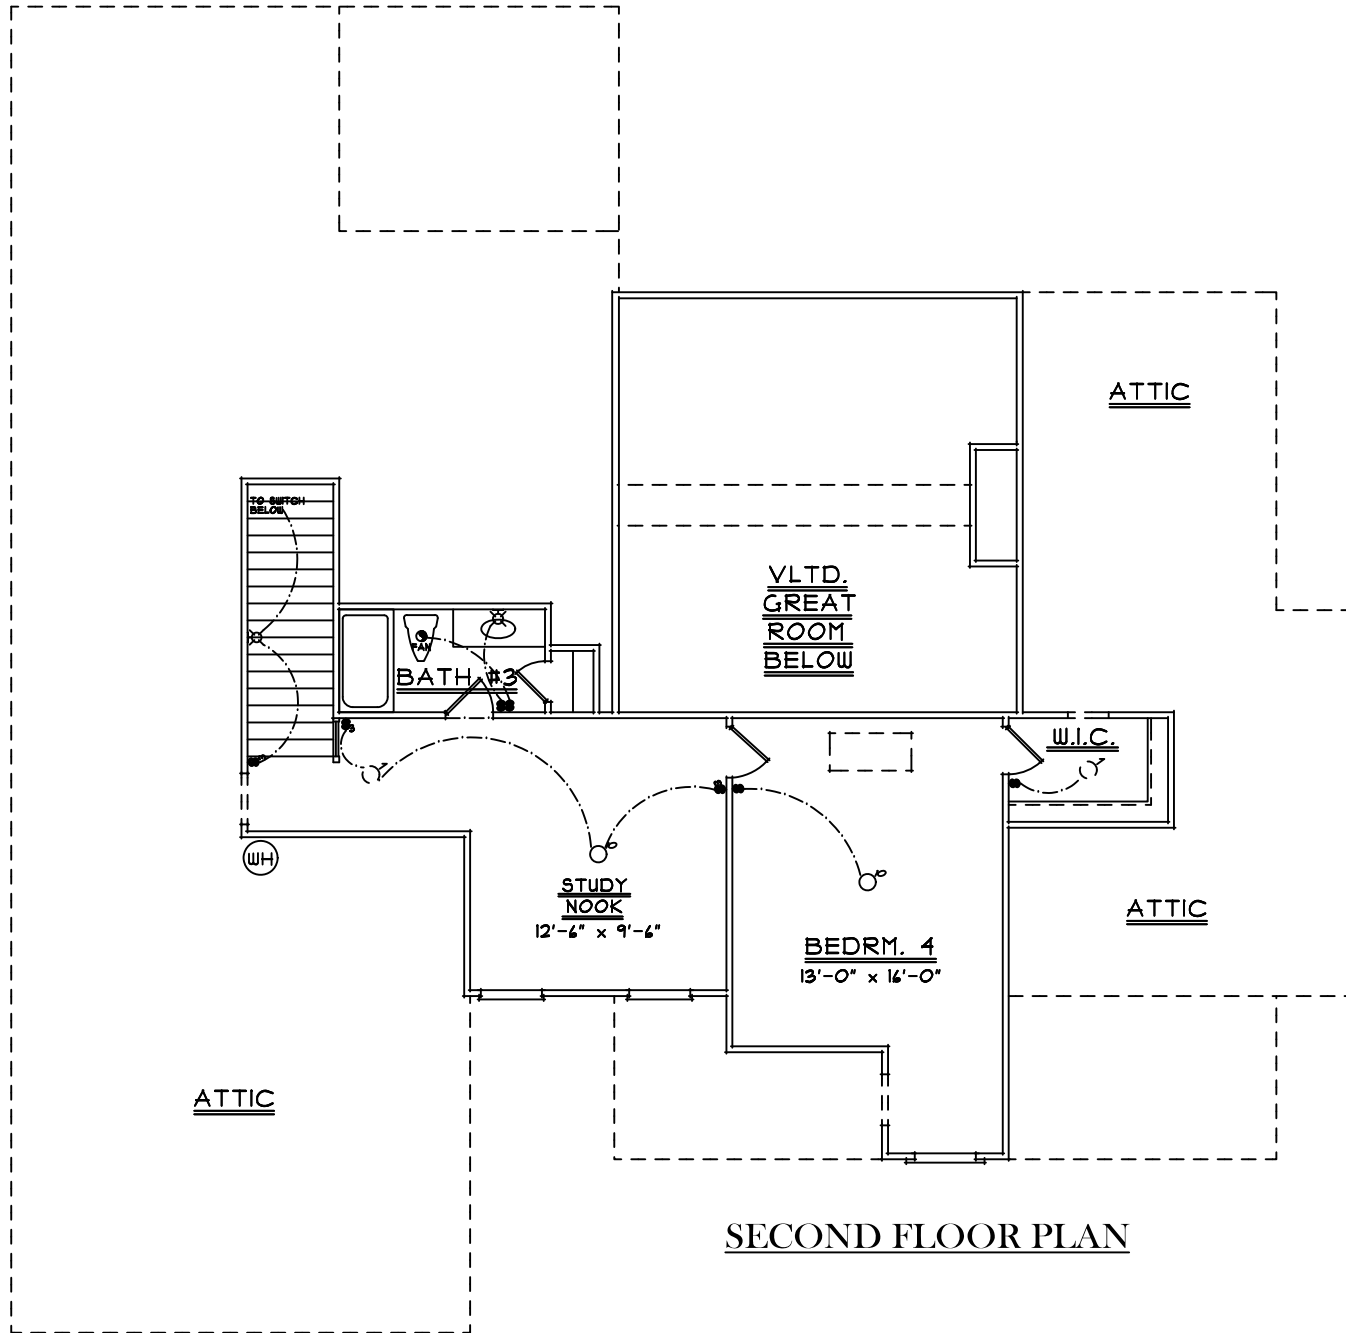 ATTIC
TO SWITCH
BELOW
VLTD.
GREAT
ROOM
BELOW
FAN
BATH #3
W.I.C.
WH
STUDY
NOOK
12'-6" x 9'-6"
ATTIC
BEDRM. 4
13'-0" x 16'-0"
ATTIC
SECOND FLOOR PLAN